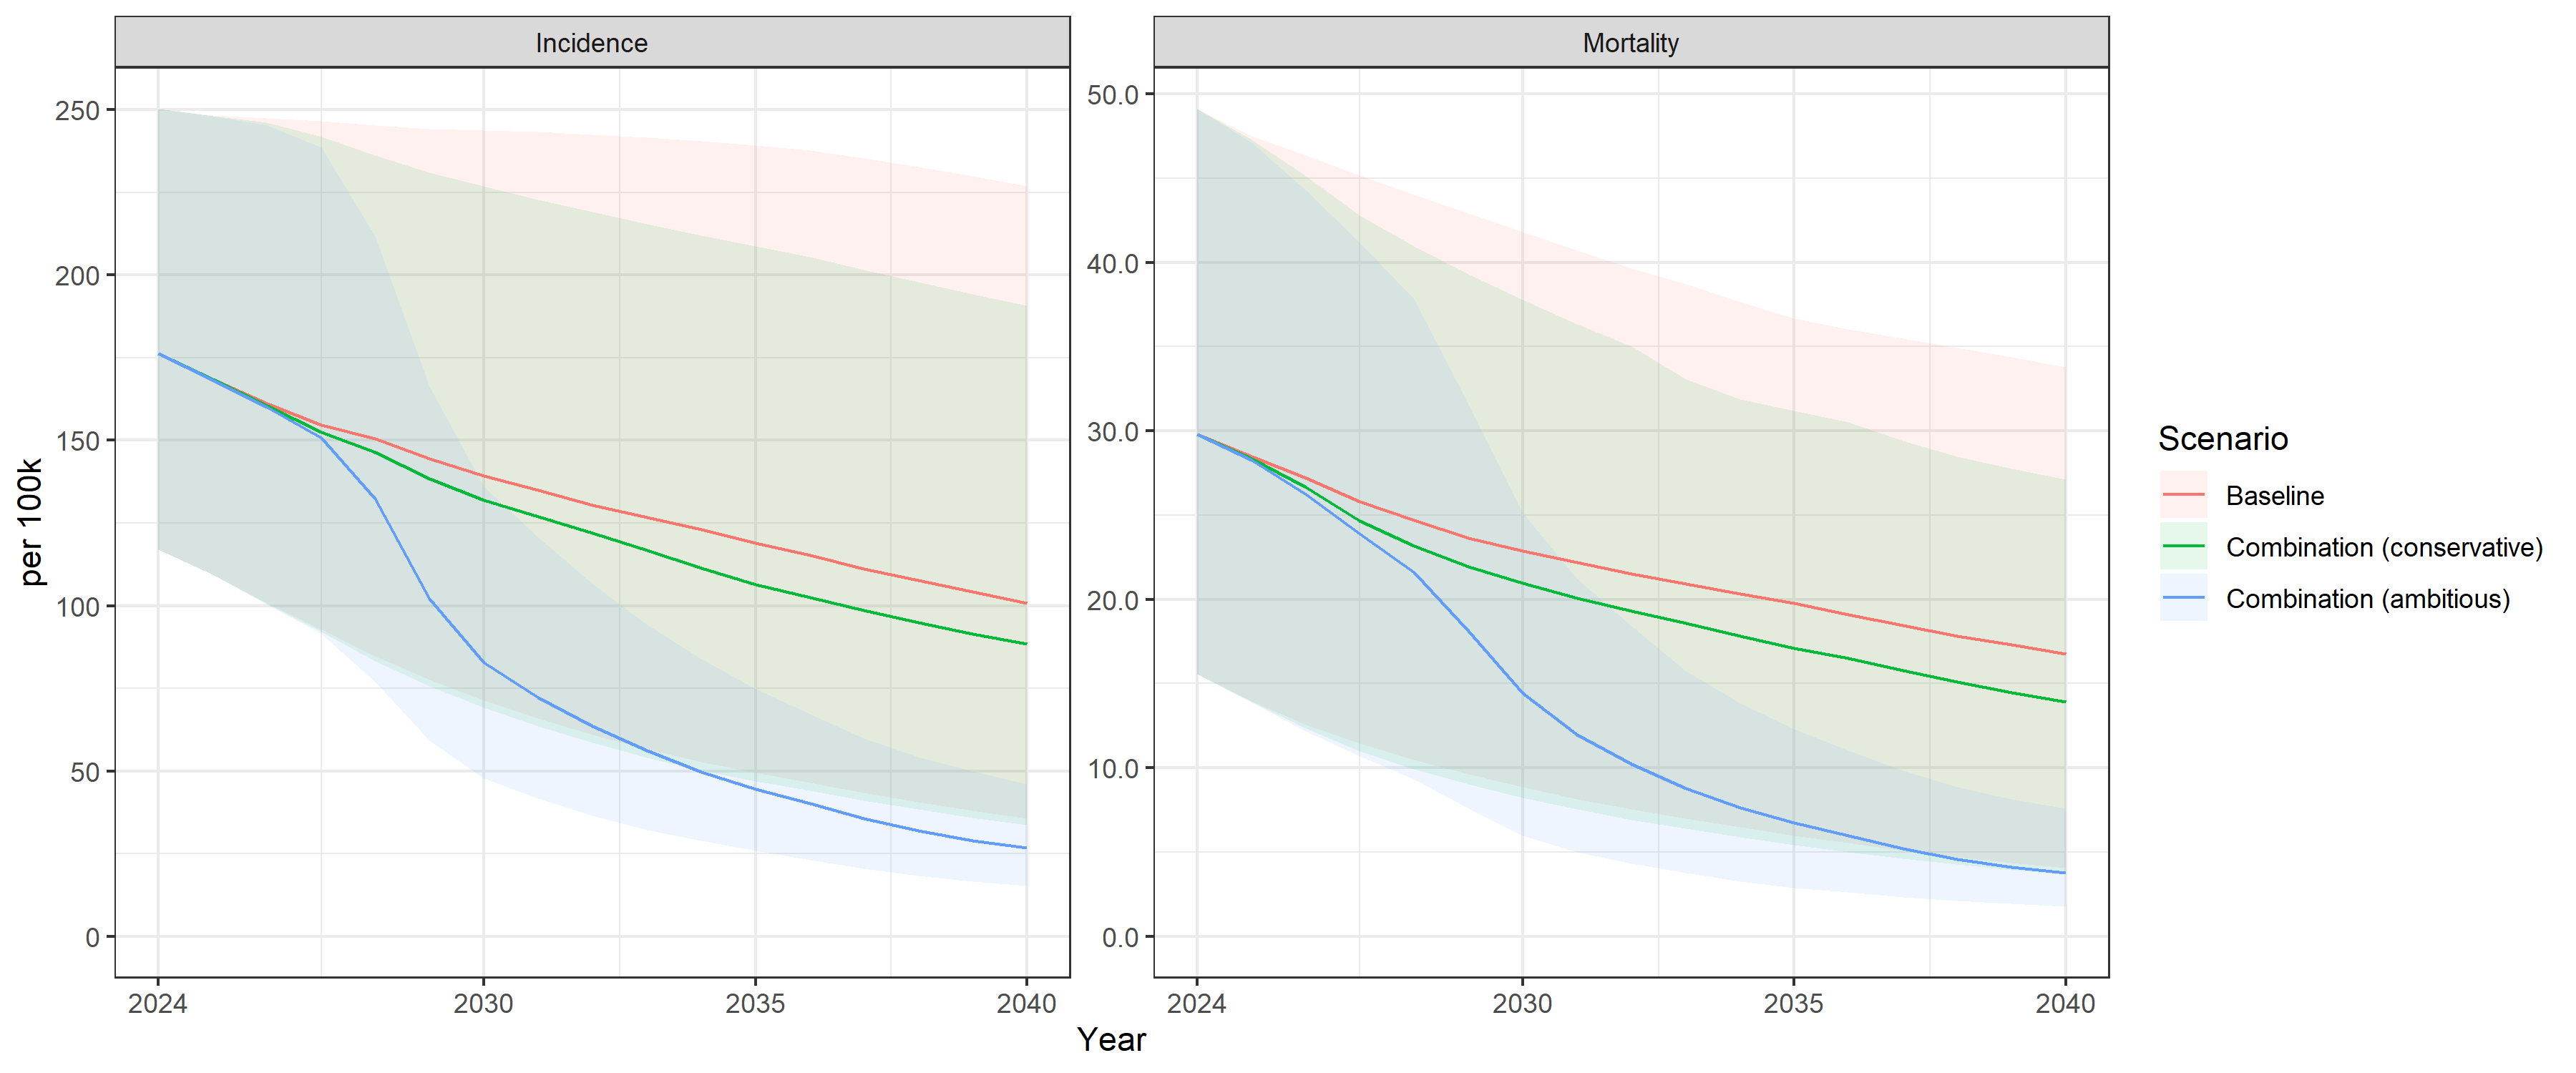 Incidence
Mortality
per 100k
250
200
150
100
50
0
50.0
40.0
30.0
20.0
10.0
0.0
2024
2030
2035
2040
2024
2030
2035
2040
Year
Scenario
Baseline
Combination (conservative)
Combination (ambitious)